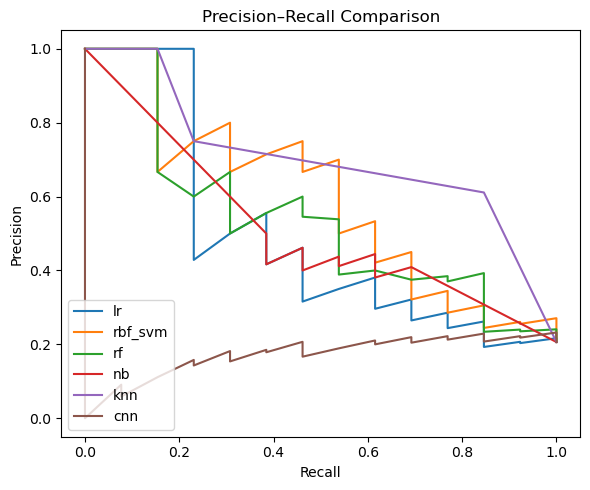 Precision–Recall Comparison
1.0
0.8
0.6
0.4
0.2
0.0
Precision
lr
rbf_svm
rf
nb
knn
cnn
0.0 0.2 0.4 0.6 0.8 1.0
Recall